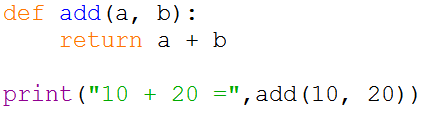 def add(a, b):
    return a + b
print("10 + 20 =",add(10, 20))